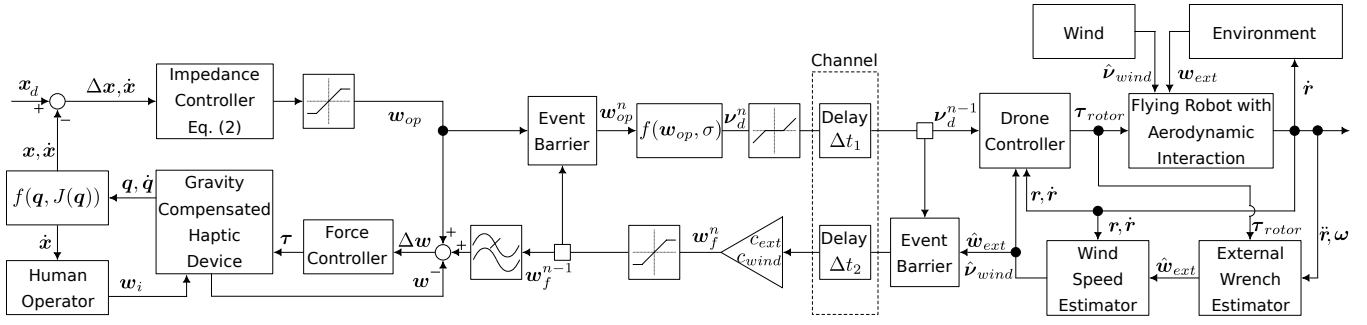 Wind
Environment
Channel
x_d
+
−
Δx, ẋ
Impedance
Controller
Eq. (2)
w_op
Event
Barrier
w_op^n
f(w_op, σ)
ν_d^n
Delay
Δt_1
ν_d^{n−1}
Drone
Controller
τ_rotor
ν̂_wind
w_ext
Flying Robot with
Aerodynamic
Interaction
ṙ
x, ẋ
f(q, J(q))
q, q̇
Gravity
Compensated
Haptic
Device
τ
Force
Controller
Δw
+
+
−
w
w_f^{n−1}
w_f^n
c_ext
c_wind
Delay
Δt_2
Event
Barrier
ŵ_ext
ν̂_wind
r, ṙ
r, ṙ
τ_rotor
r̈, ω
Wind
Speed
Estimator
ŵ_ext
External
Wrench
Estimator
ẋ
Human
Operator
w_i